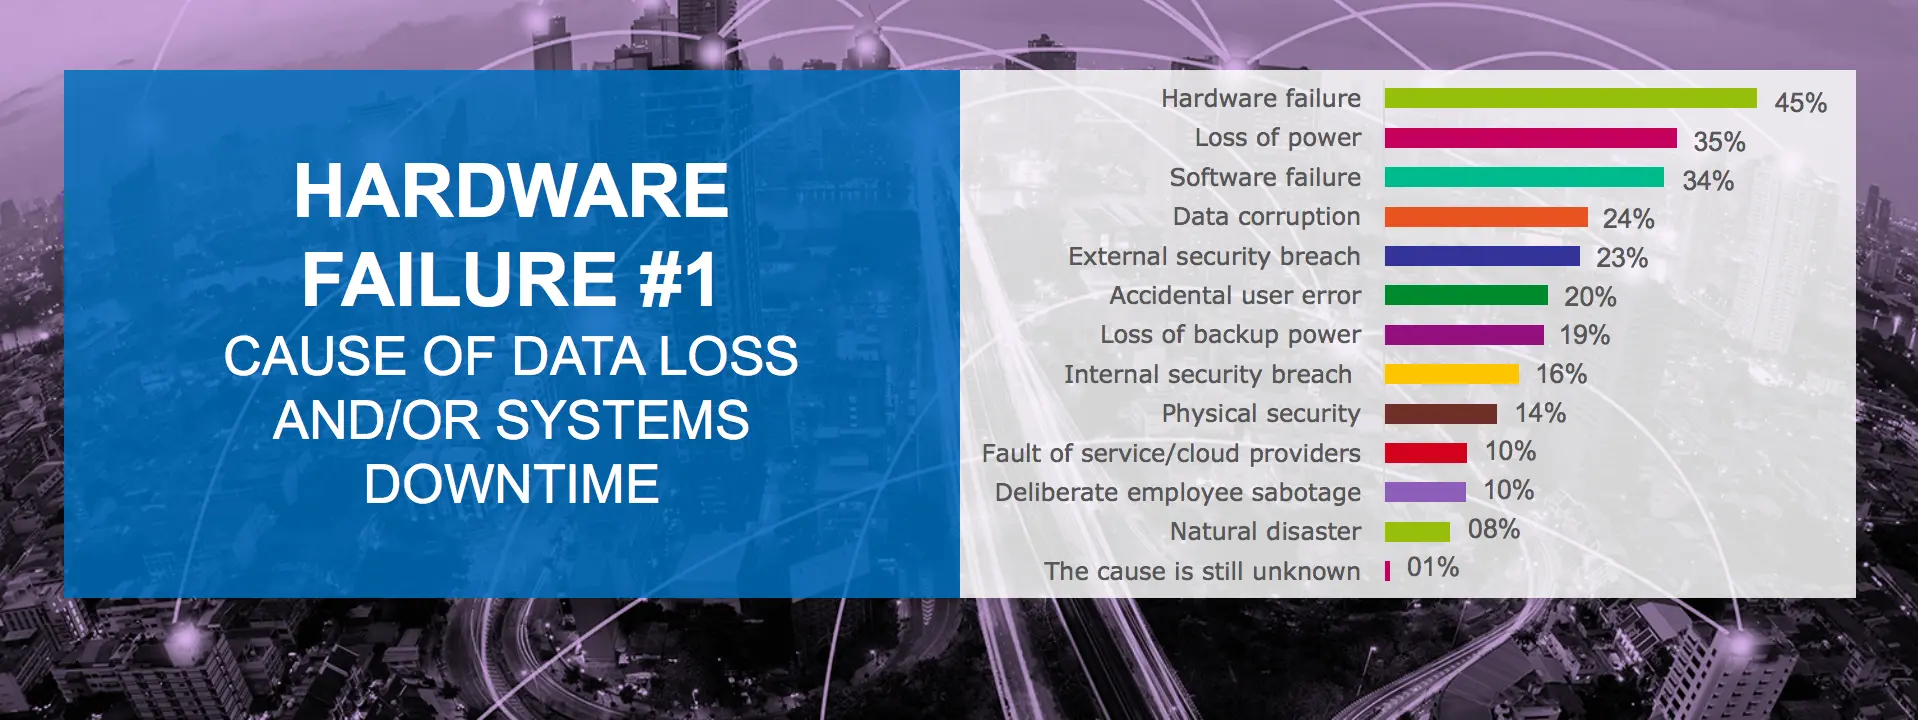 HARDWARE
FAILURE #1
CAUSE OF DATA LOSS
AND/OR SYSTEMS
DOWNTIME
Hardware failure 45%
Loss of power 35%
Software failure 34%
Data corruption 24%
External security breach 23%
Accidental user error 20%
Loss of backup power 19%
Internal security breach 16%
Physical security 14%
Fault of service/cloud providers 10%
Deliberate employee sabotage 10%
Natural disaster 08%
The cause is still unknown 01%